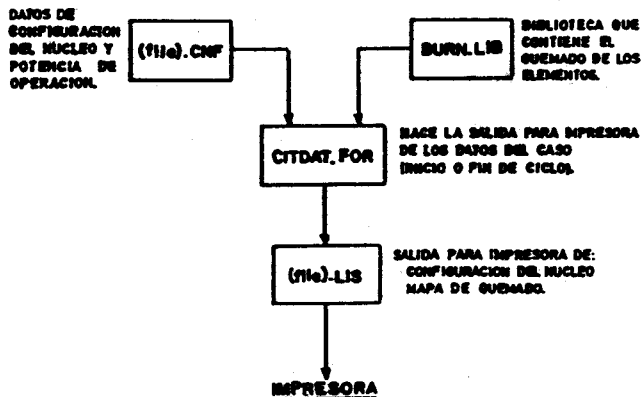 DATOS DE
CONFIGURACION
DEL NUCLEO Y
POTENCIA DE
OPERACION.
(file).CNF
BURN.LIB
BIBLIOTECA QUE
CONTIENE EL
QUEMADO DE LOS
ELEMENTOS.
CITDAT.FOR
HACE LA SALIDA PARA IMPRESORA
DE LOS DATOS DEL CASO
(INICIO O FIN DE CICLO).
(file).LIS
SALIDA PARA IMPRESORA DE:
CONFIGURACION DEL NUCLEO
MAPA DE QUEMADO.
IMPRESORA